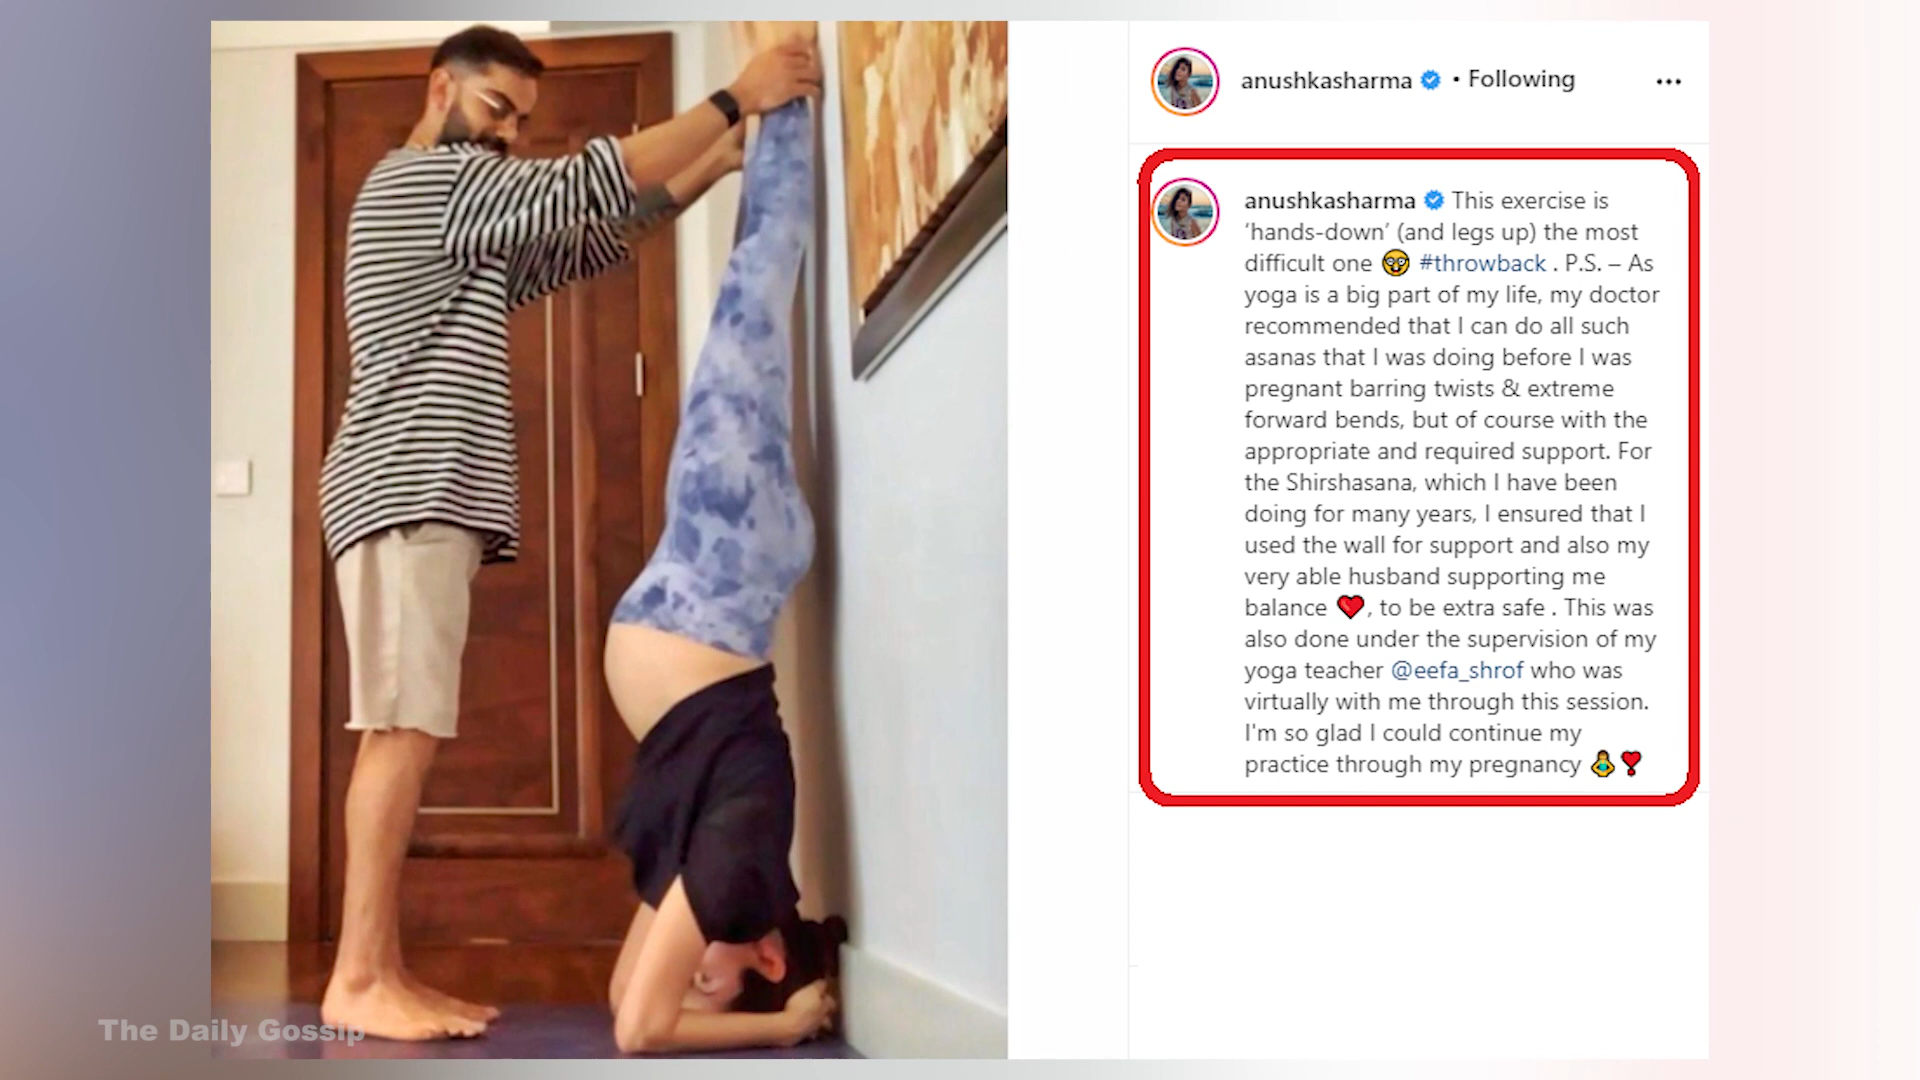 anushkasharma • Following
anushkasharma This exercise is
‘hands-down’ (and legs up) the most
difficult one 🤓 #throwback . P.S. – As
yoga is a big part of my life, my doctor
recommended that I can do all such
asanas that I was doing before I was
pregnant barring twists & extreme
forward bends, but of course with the
appropriate and required support. For
the Shirshasana, which I have been
doing for many years, I ensured that I
used the wall for support and also my
very able husband supporting me
balance ❤️, to be extra safe . This was
also done under the supervision of my
yoga teacher @eefa_shrof who was
virtually with me through this session.
I'm so glad I could continue my
practice through my pregnancy 🤱❣️
The Daily Gossip